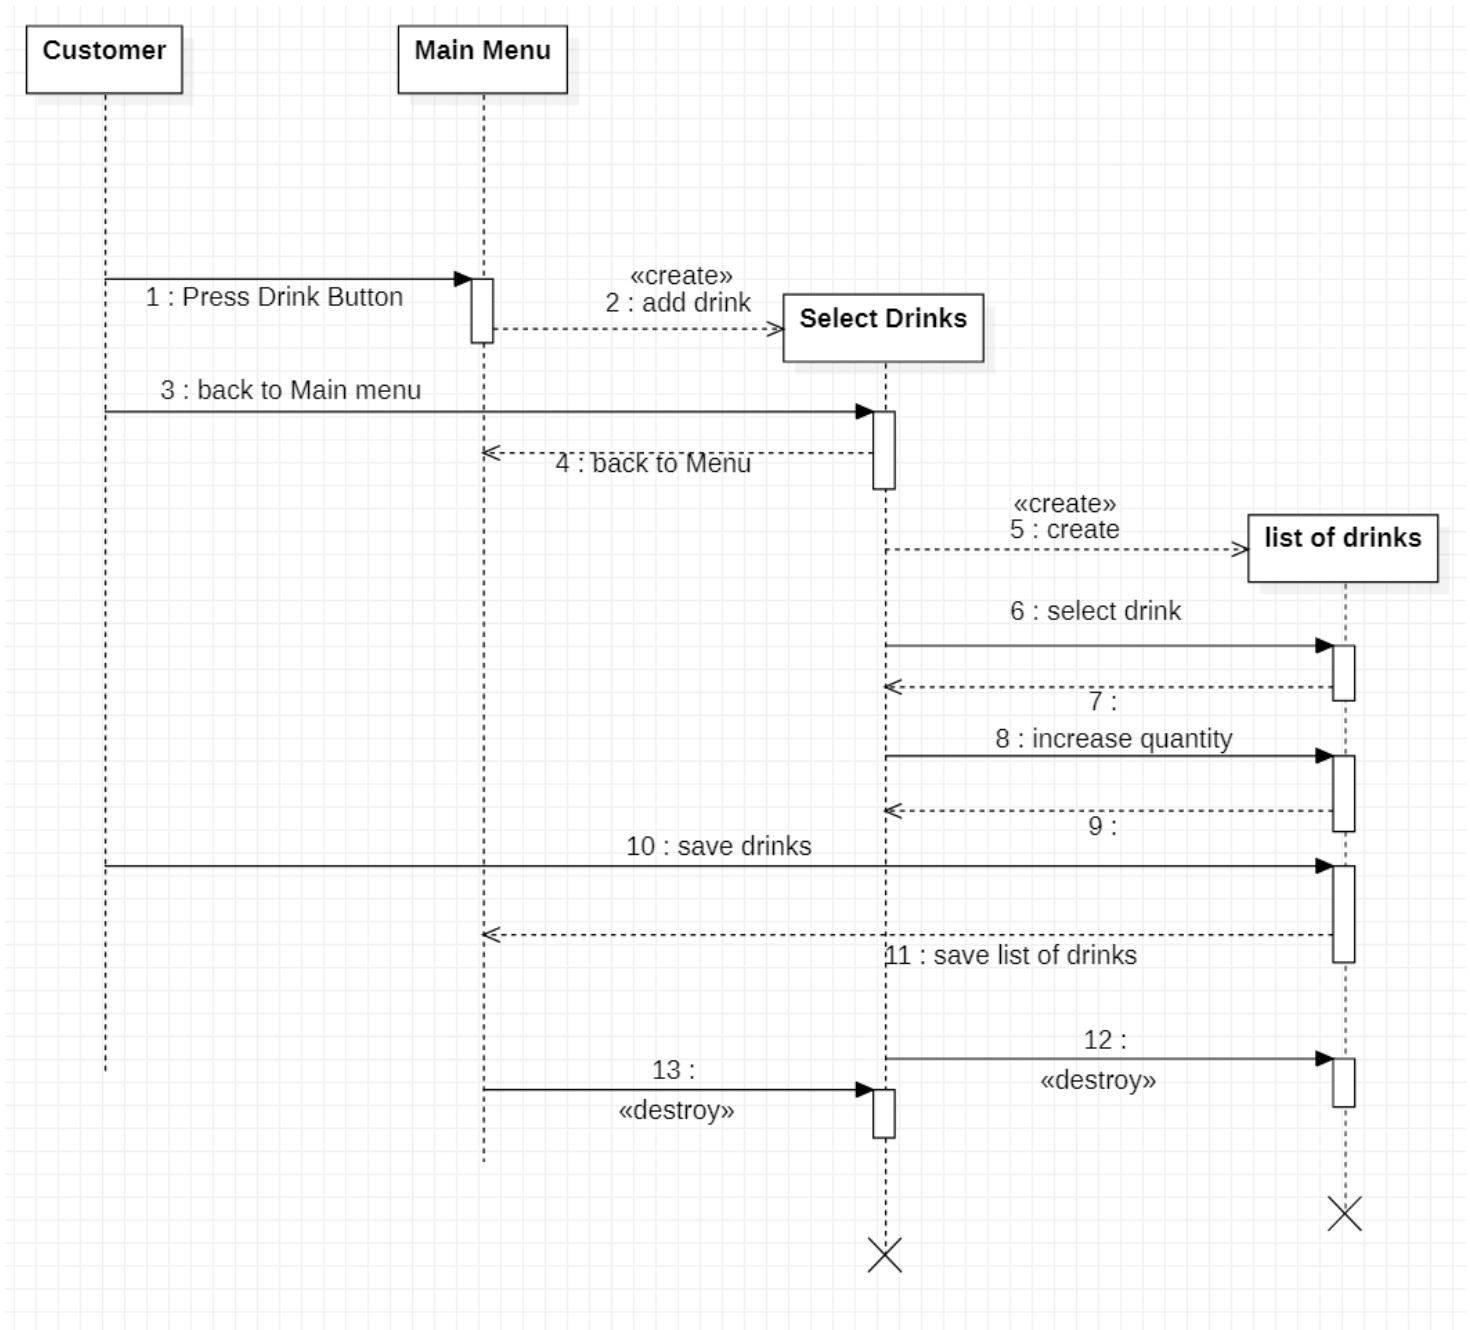 Customer
Main Menu
1 : Press Drink Button
«create»
2 : add drink
Select Drinks
3 : back to Main menu
4 : back to Menu
«create»
5 : create
list of drinks
6 : select drink
7 :
8 : increase quantity
9 :
10 : save drinks
11 : save list of drinks
12 :
«destroy»
13 :
«destroy»